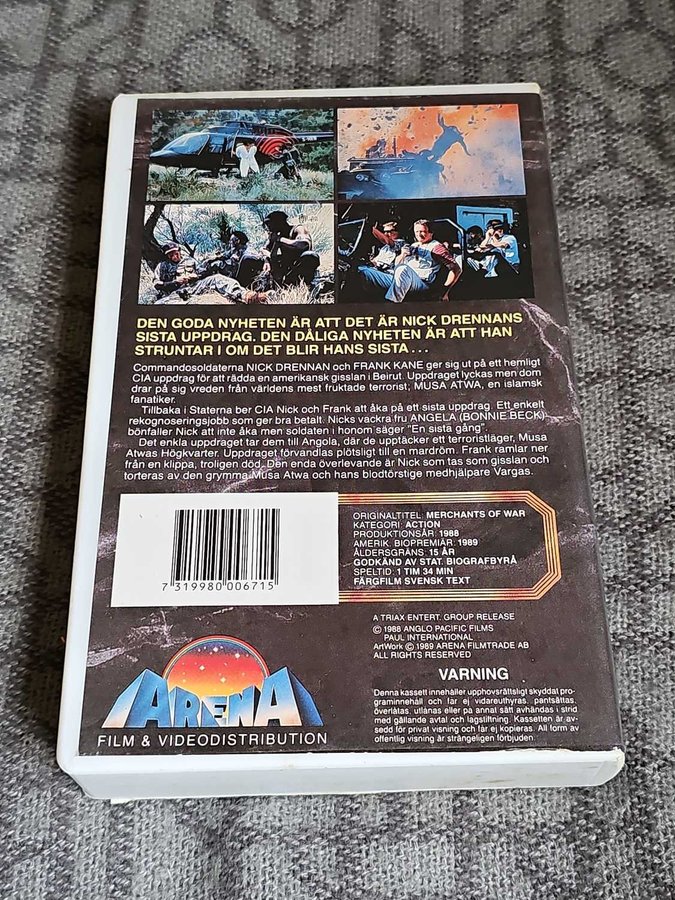 DEN GODA NYHETEN ÄR ATT DET ÄR NICK DRENNANS
SISTA UPPDRAG. DEN DÅLIGA NYHETEN ÄR ATT HAN
STRUNTAR I OM DET BLIR HANS SISTA...
Commandosoldaterna NICK DRENNAN och FRANK KANE ger sig ut på ett hemligt
CIA uppdrag för att rädda en amerikansk gisslan i Beirut. Uppdraget lyckas men dom
drar på sig vreden från världens mest fruktade terrorist; MUSA ATWA, en islamsk
fanatiker.
Tillbaka i Staterna ber CIA Nick och Frank att åka på ett sista uppdrag. Ett enkelt
rekognoseringsjobb som ger bra betalt. Nicks vackra fru ANGELA (BONNIE BECK)
bönfaller Nick att inte åka men soldaten i honom säger "En sista gång".
Det enkla uppdraget tar dem till Angola, där de upptäcker ett terroristläger, Musa
Atwas Högkvarter. Uppdraget förvandlas plötsligt till en mardröm. Frank ramlar ner
från en klippa, troligen död. Den enda överlevande är Nick som tas som gisslan och
torteras av den grymma Musa Atwa och hans blodtörstige medhjälpare Vargas.
ORIGINALTITEL: MERCHANTS OF WAR
KATEGORI: ACTION
PRODUKTIONSÅR: 1988
AMERIK. BIOPREMIÄR: 1989
ÅLDERSGRÄNS: 15 ÅR
GODKÄND AV STAT. BIOGRAFBYRÅ
SPELTID: 1 TIM 34 MIN
FÄRGFILM SVENSK TEXT
7 319980 006715
A TRIAX ENTERT. GROUP RELEASE
© 1988 ANGLO PACIFIC FILMS
PAUL INTERNATIONAL
ArtWork © 1989 ARENA FILMTRADE AB
ALL RIGHTS RESERVED
VARNING
Denna kassett innehåller upphovsrättsligt skyddat pro-
graminnehåll och får ej vidareuthyras, pantsättas,
överlåtas, utlånas eller på annat sätt avhändas i strid
med gällande avtal och lagstiftning. Kassetten är av-
sedd för privat visning och får ej kopieras. All form av
offentlig visning är strängeligen förbjuden.
ARENA
FILM & VIDEODISTRIBUTION